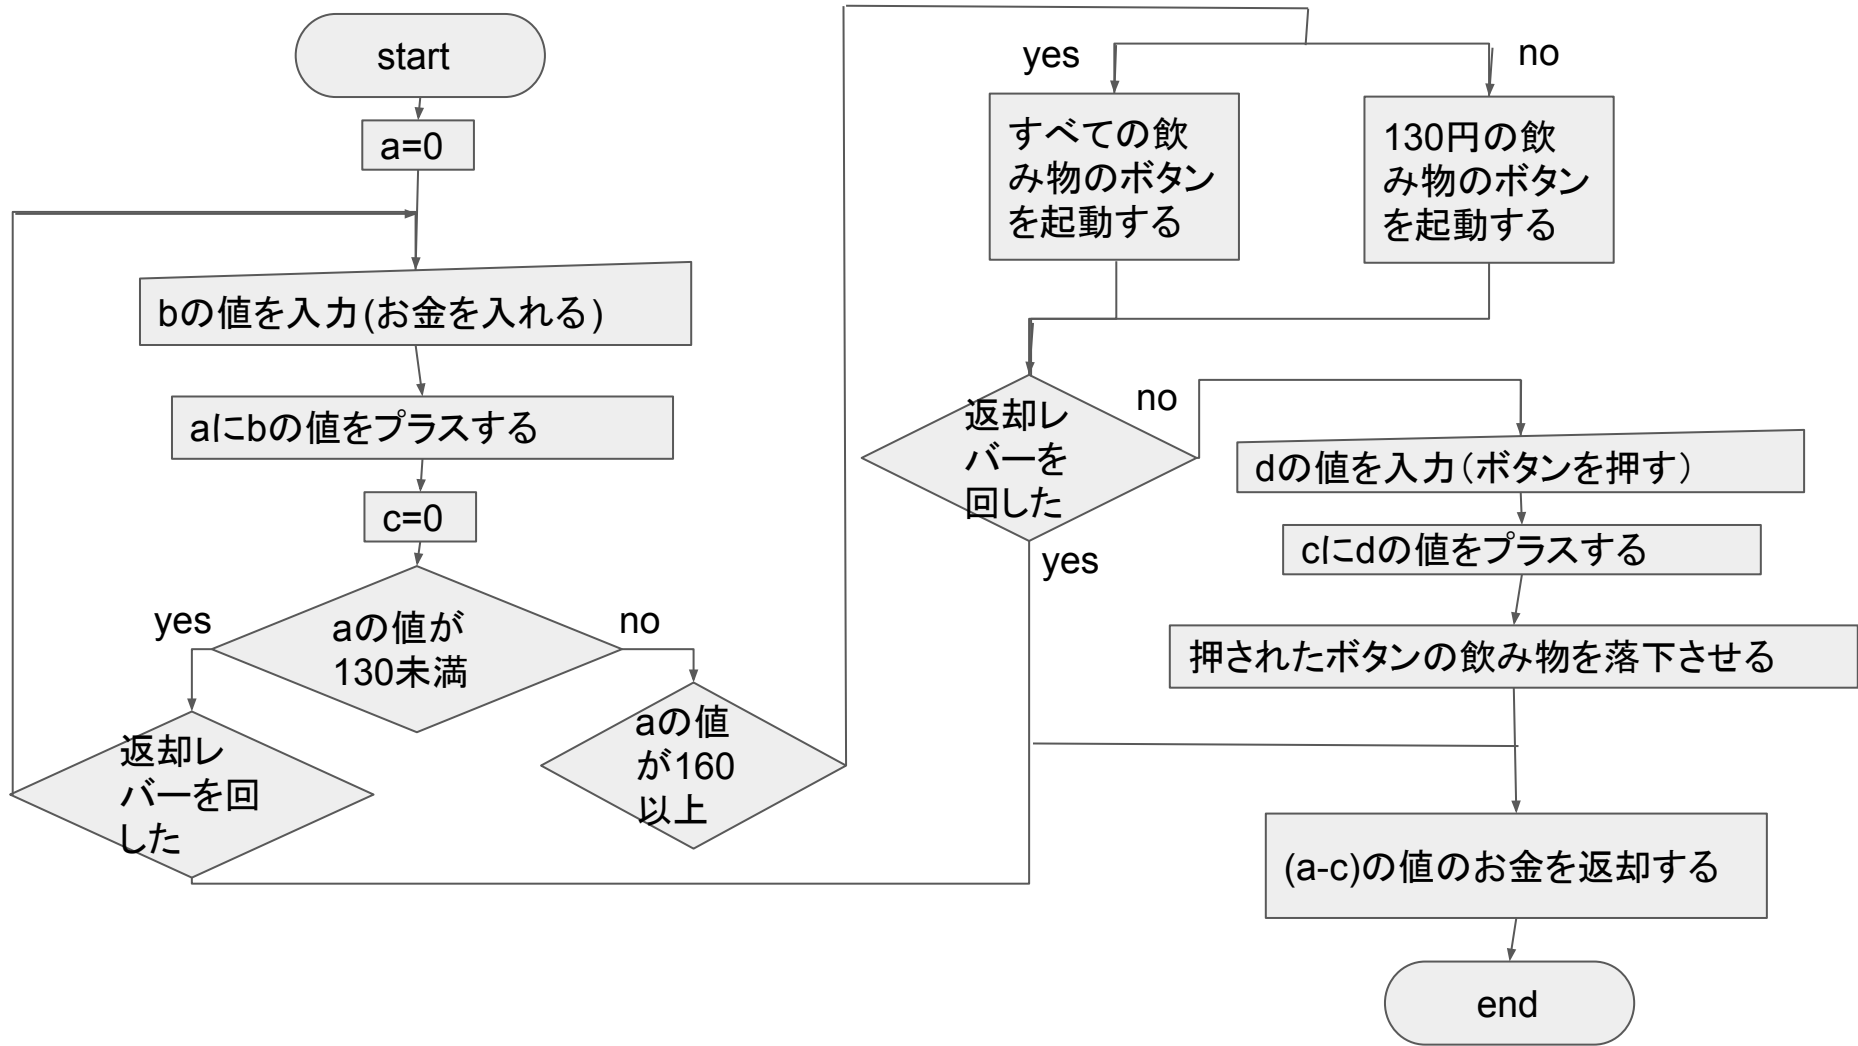 start
a=0
bの値を入力(お金を入れる)
aにbの値をプラスする
c=0
aの値が
130未満
yes
no
返却レ
バーを回
した
aの値
が160
以上
yes
no
すべての飲
み物のボタン
を起動する
130円の飲
み物のボタン
を起動する
返却レ
バーを
回した
no
yes
dの値を入力（ボタンを押す）
cにdの値をプラスする
押されたボタンの飲み物を落下させる
(a-c)の値のお金を返却する
end